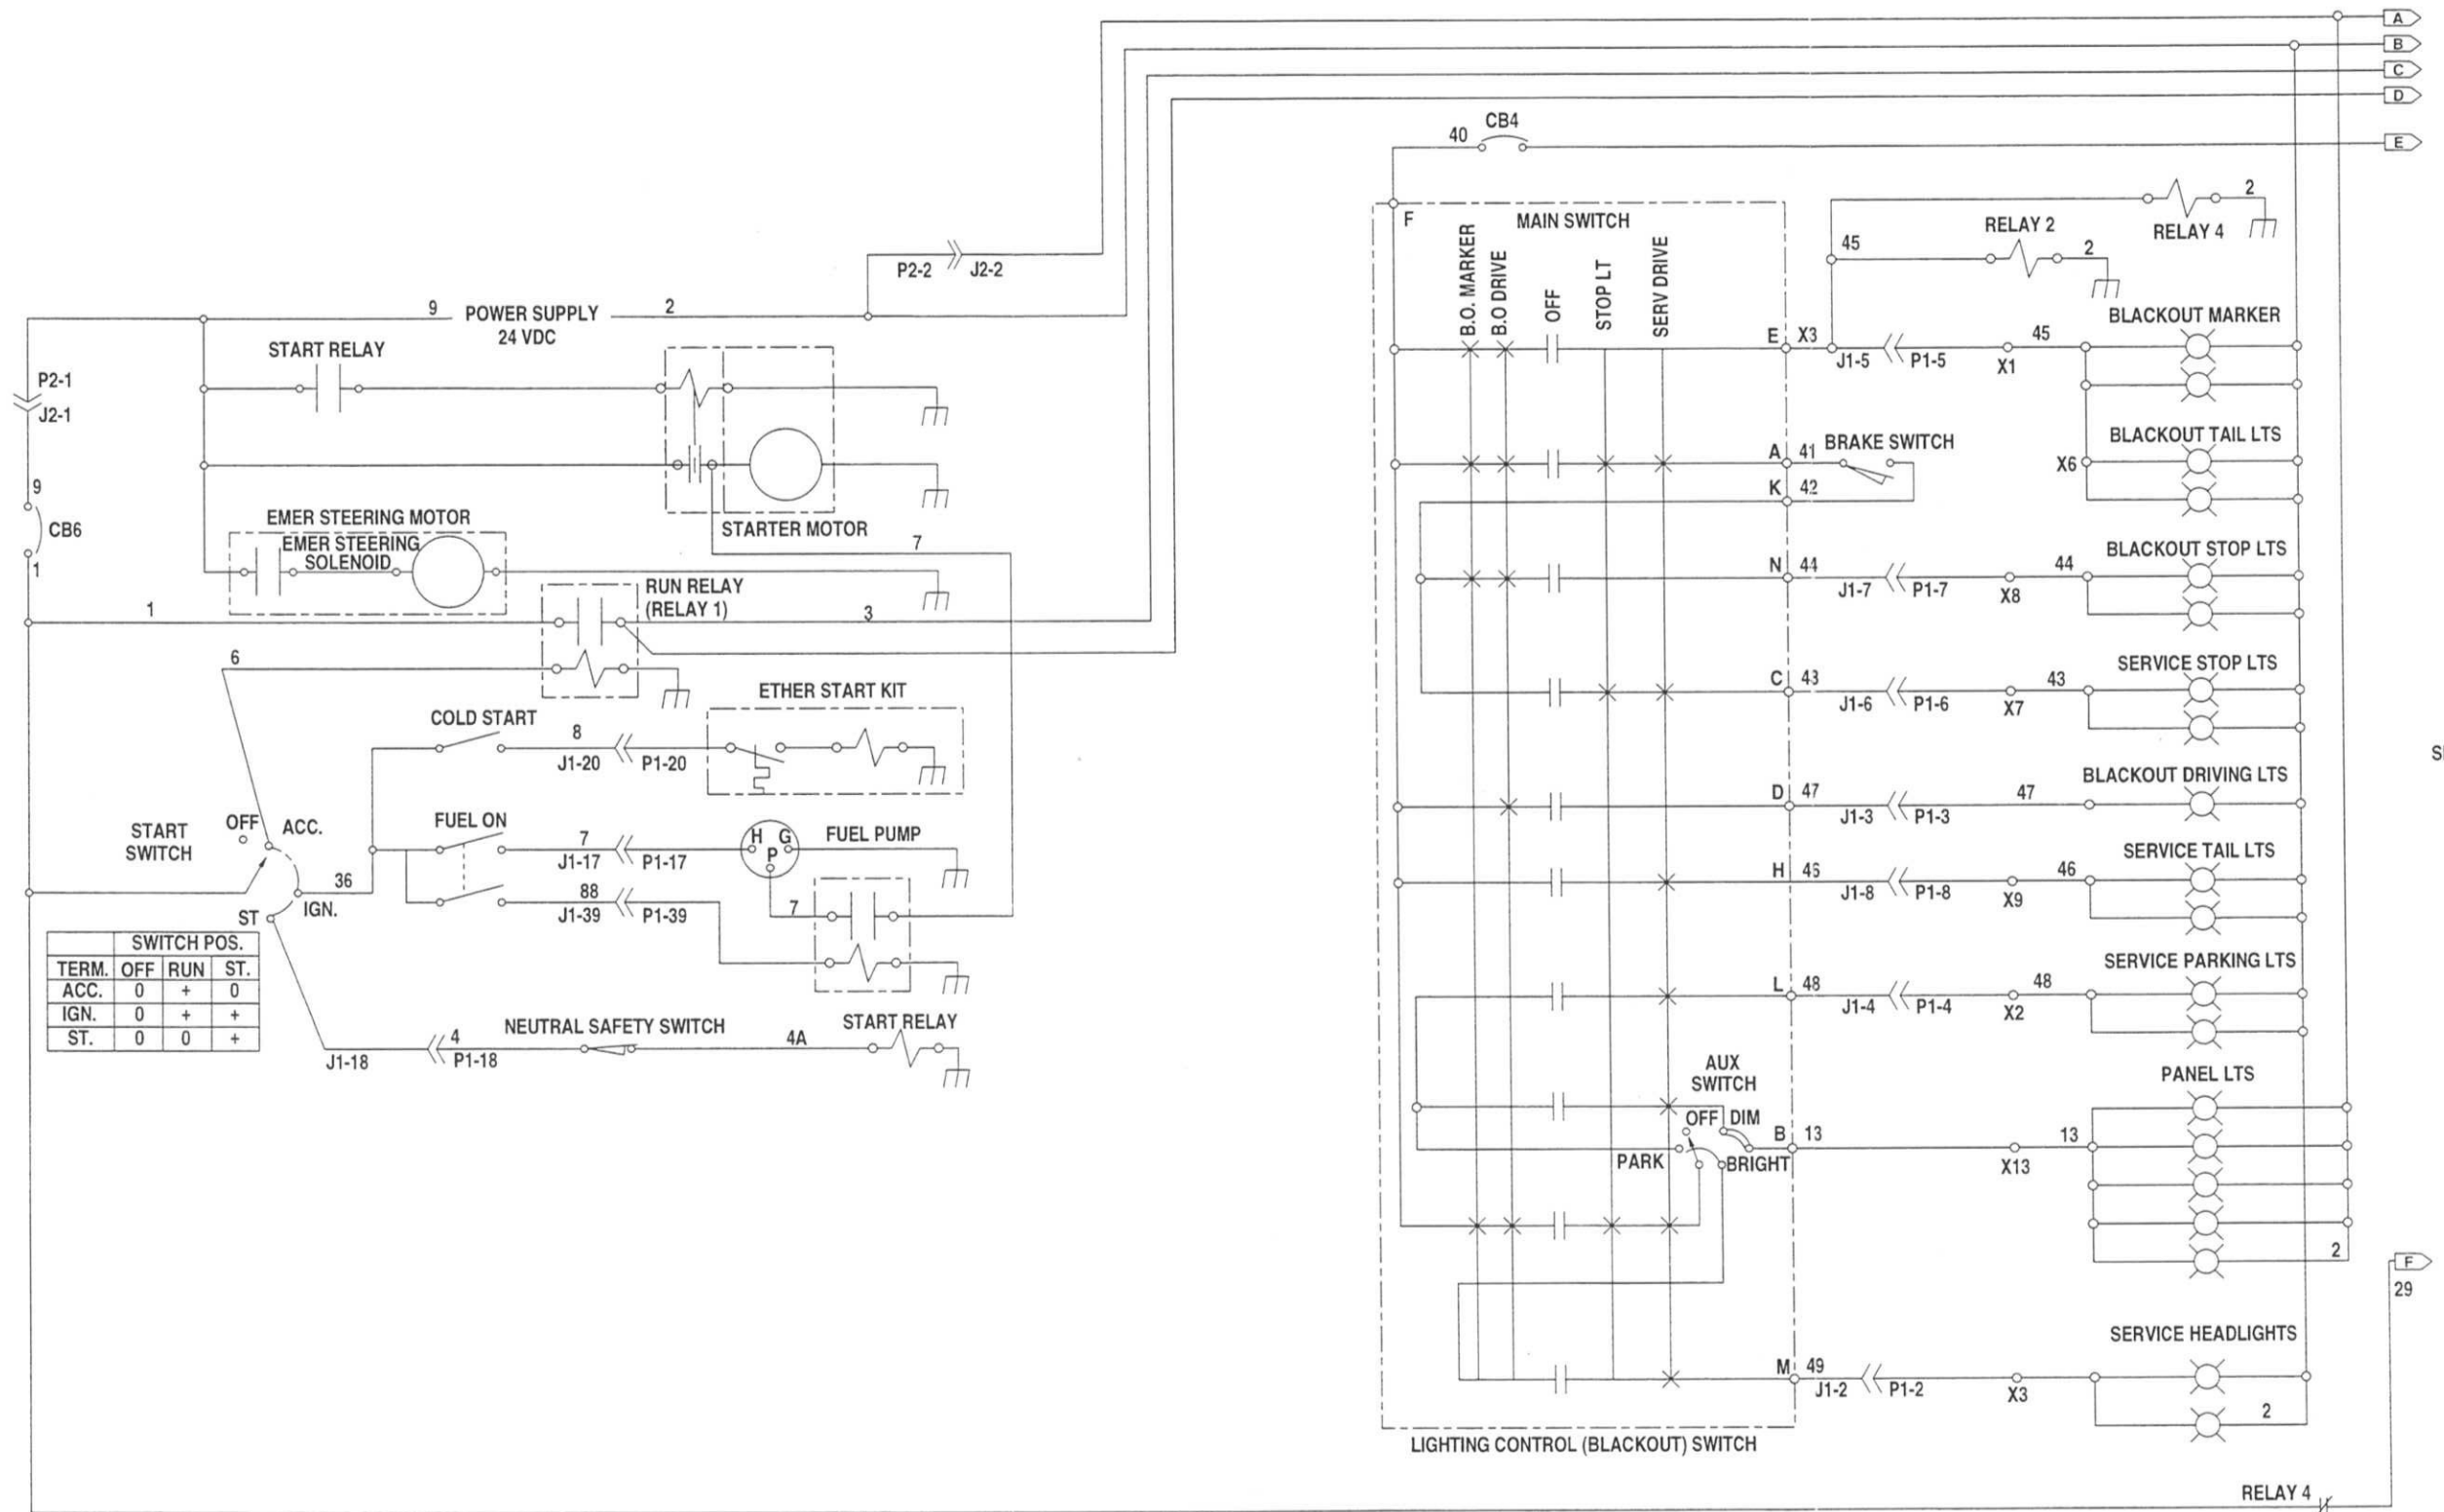 A
B
C
D
E
40
CB4
F
MAIN SWITCH
B.O. MARKER
B.O DRIVE
OFF
STOP LT
SERV DRIVE
45
RELAY 2
2
RELAY 4
2
P2-2
J2-2
9
POWER SUPPLY
24 VDC
2
START RELAY
P2-1
J2-1
9
CB6
1
STARTER MOTOR
7
EMER STEERING MOTOR
EMER STEERING
SOLENOID
1
RUN RELAY
(RELAY 1)
3
6
ETHER START KIT
COLD START
8
J1-20
P1-20
START
SWITCH
OFF
ACC.
IGN.
ST
36
FUEL ON
7
J1-17
P1-17
H
G
P
FUEL PUMP
88
J1-39
P1-39
7
SWITCH POS.
TERM. OFF RUN ST.
ACC. 0 + 0
IGN. 0 + +
ST. 0 0 +
J1-18
4
P1-18
NEUTRAL SAFETY SWITCH
4A
START RELAY
E
X3
J1-5
P1-5
X1
45
BLACKOUT MARKER
BLACKOUT TAIL LTS
X6
A
41
BRAKE SWITCH
K
42
N
44
J1-7
P1-7
X8
44
BLACKOUT STOP LTS
C
43
J1-6
P1-6
X7
43
SERVICE STOP LTS
D
47
J1-3
P1-3
47
BLACKOUT DRIVING LTS
H
46
J1-8
P1-8
X9
46
SERVICE TAIL LTS
L
48
J1-4
P1-4
X2
48
SERVICE PARKING LTS
AUX
SWITCH
OFF
DIM
PARK
BRIGHT
B
13
X13
13
PANEL LTS
2
F
29
M
49
J1-2
P1-2
X3
SERVICE HEADLIGHTS
2
LIGHTING CONTROL (BLACKOUT) SWITCH
RELAY 4